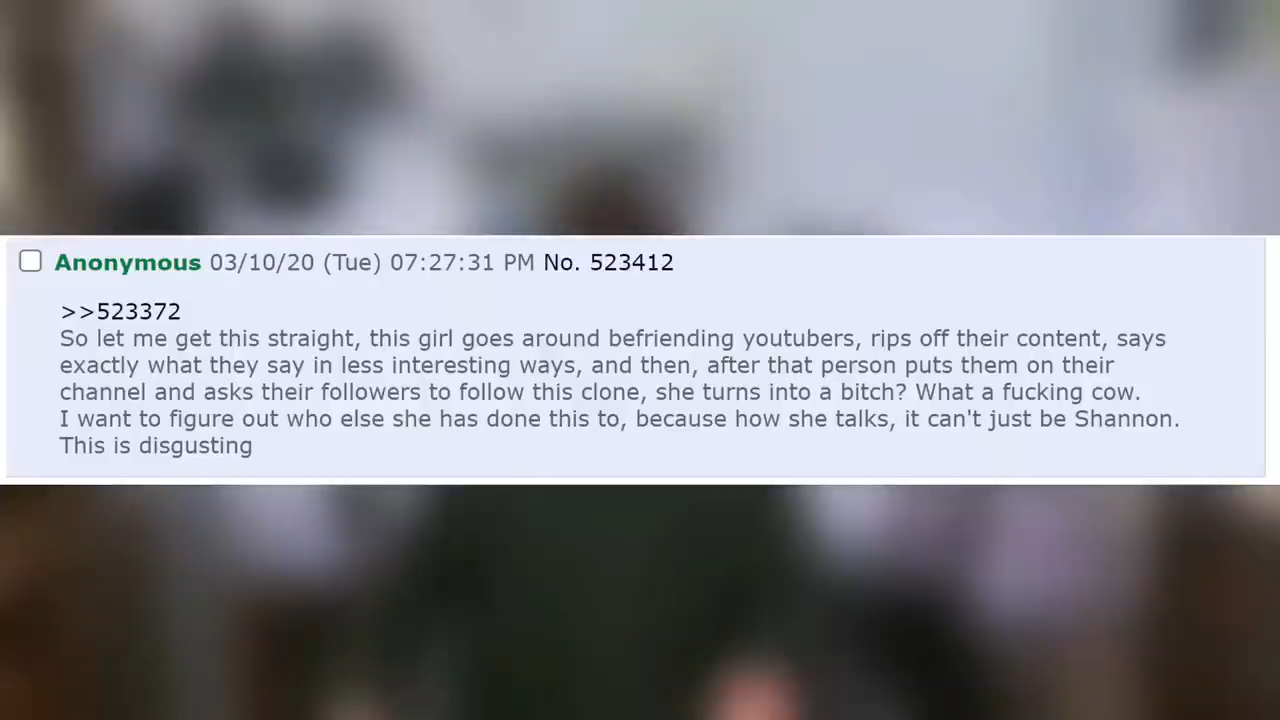 Anonymous 03/10/20 (Tue) 07:27:31 PM No. 523412
>>523372
So let me get this straight, this girl goes around befriending youtubers, rips off their content, says
exactly what they say in less interesting ways, and then, after that person puts them on their
channel and asks their followers to follow this clone, she turns into a bitch? What a fucking cow.
I want to figure out who else she has done this to, because how she talks, it can't just be Shannon.
This is disgusting